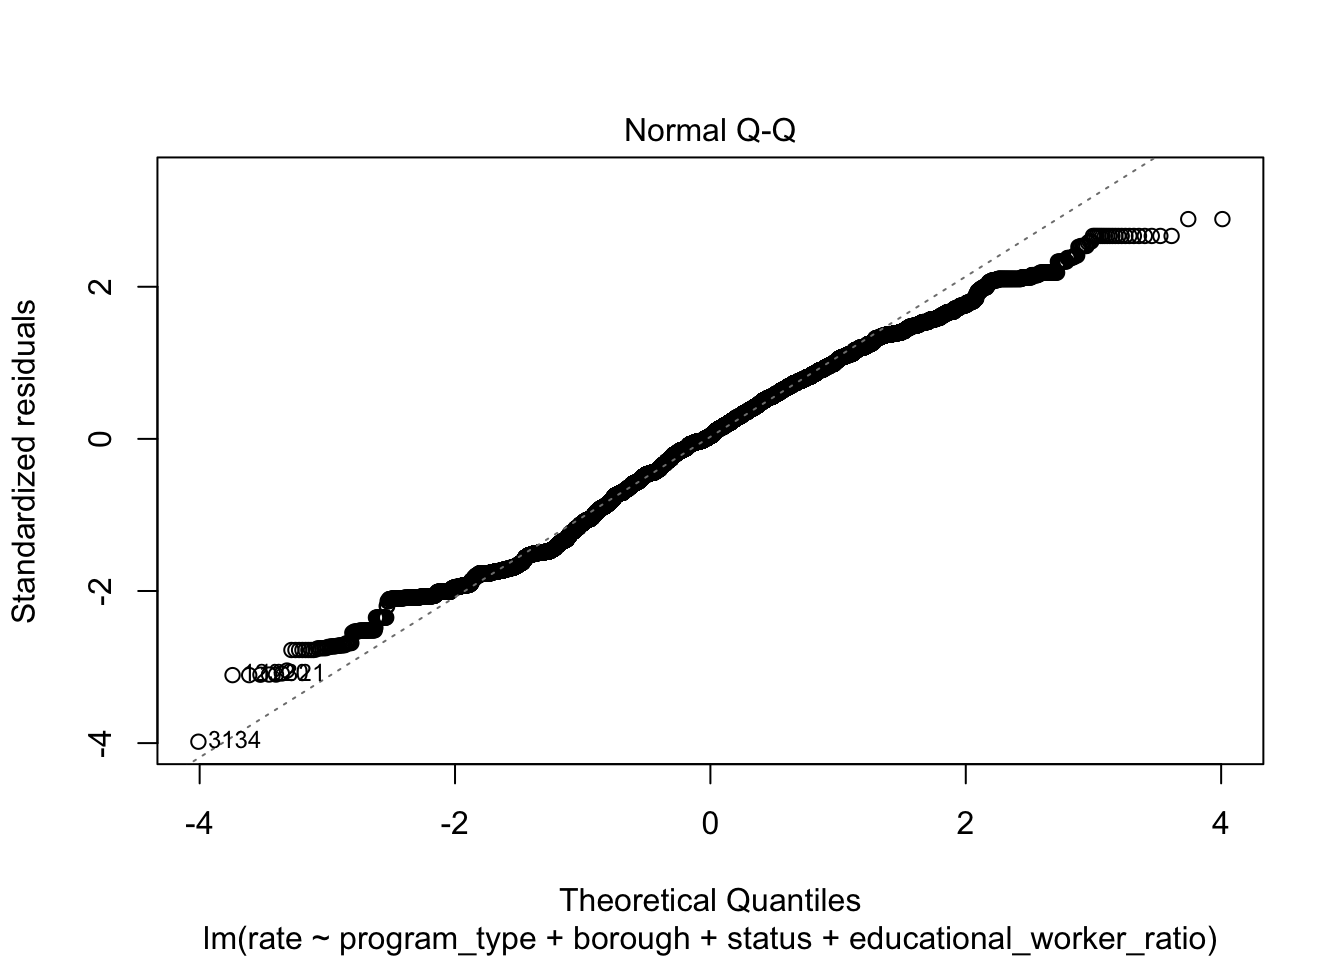 Normal Q-Q
Standardized residuals
2
0
-2
-4
3134
-4
-2
0
2
4
Theoretical Quantiles
lm(rate ~ program_type + borough + status + educational_worker_ratio)